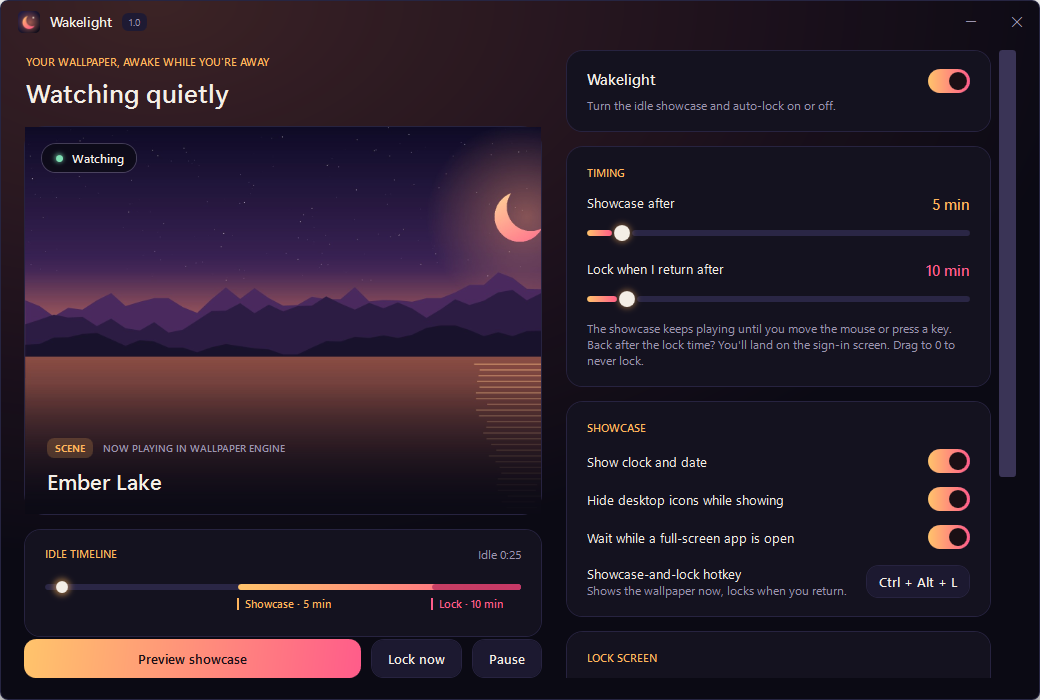 Wakelight 1.0
YOUR WALLPAPER, AWAKE WHILE YOU'RE AWAY
Watching quietly
Watching
SCENE NOW PLAYING IN WALLPAPER ENGINE
Ember Lake
IDLE TIMELINE Idle 0:25
Showcase · 5 min Lock · 10 min
Preview showcase Lock now Pause
Wakelight
Turn the idle showcase and auto-lock on or off.
TIMING
Showcase after 5 min
Lock when I return after 10 min
The showcase keeps playing until you move the mouse or press a key.
Back after the lock time? You'll land on the sign-in screen. Drag to 0 to
never lock.
SHOWCASE
Show clock and date
Hide desktop icons while showing
Wait while a full-screen app is open
Showcase-and-lock hotkey
Shows the wallpaper now, locks when you return.
Ctrl + Alt + L
LOCK SCREEN